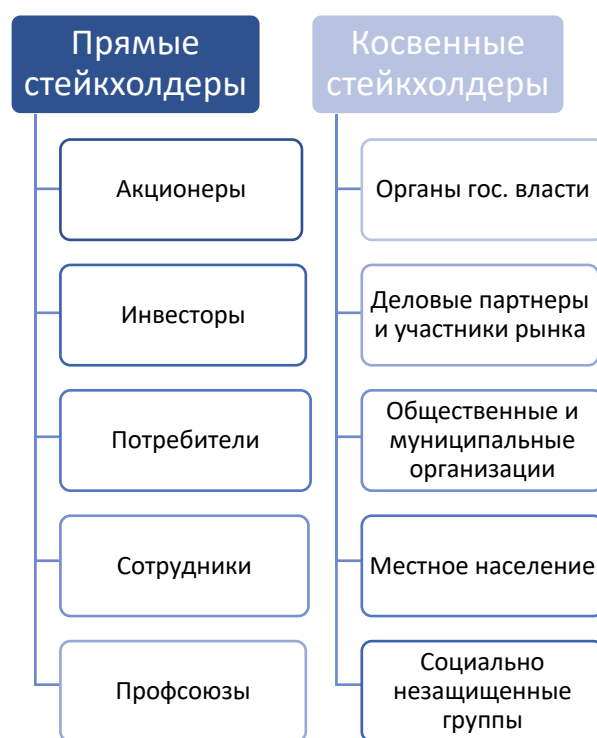 Прямые
стейкхолдеры
Акционеры
Инвесторы
Потребители
Сотрудники
Профсоюзы
Косвенные
стейкхолдеры
Органы гос. власти
Деловые партнеры
и участники рынка
Общественные и
муниципальные
организации
Местное население
Социально
незащищенные
группы